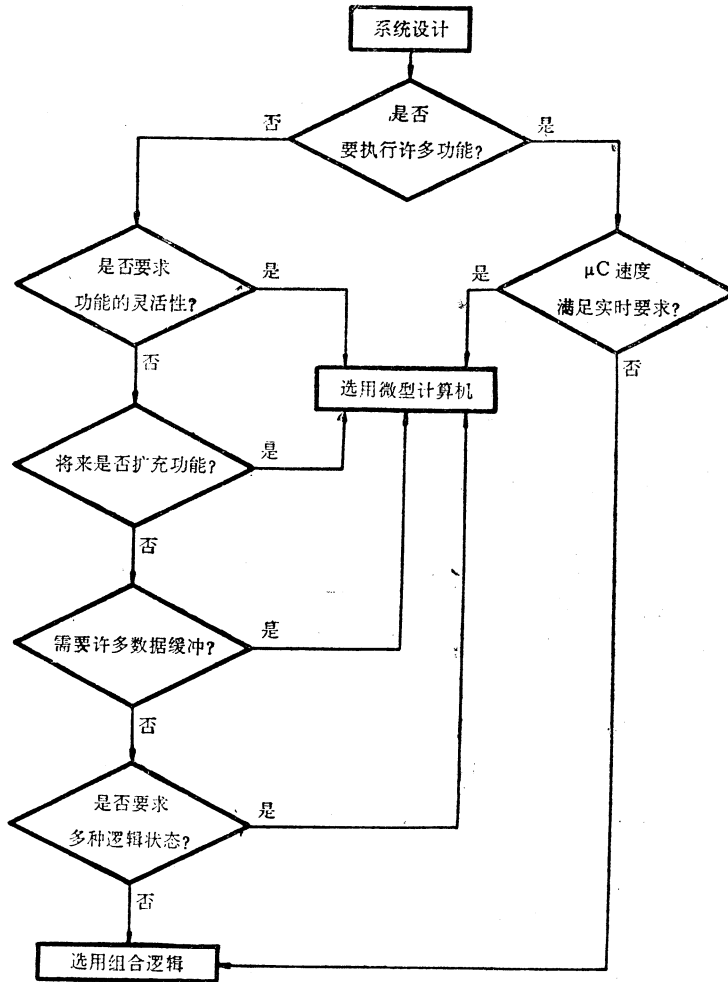 系统设计
是否
要执行许多功能?
否
是
是否要求
功能的灵活性?
是
否
μC 速度
满足实时要求?
是
否
选用微型计算机
将来是否扩充功能?
是
否
需要许多数据缓冲?
是
否
是否要求
多种逻辑状态?
是
否
选用组合逻辑